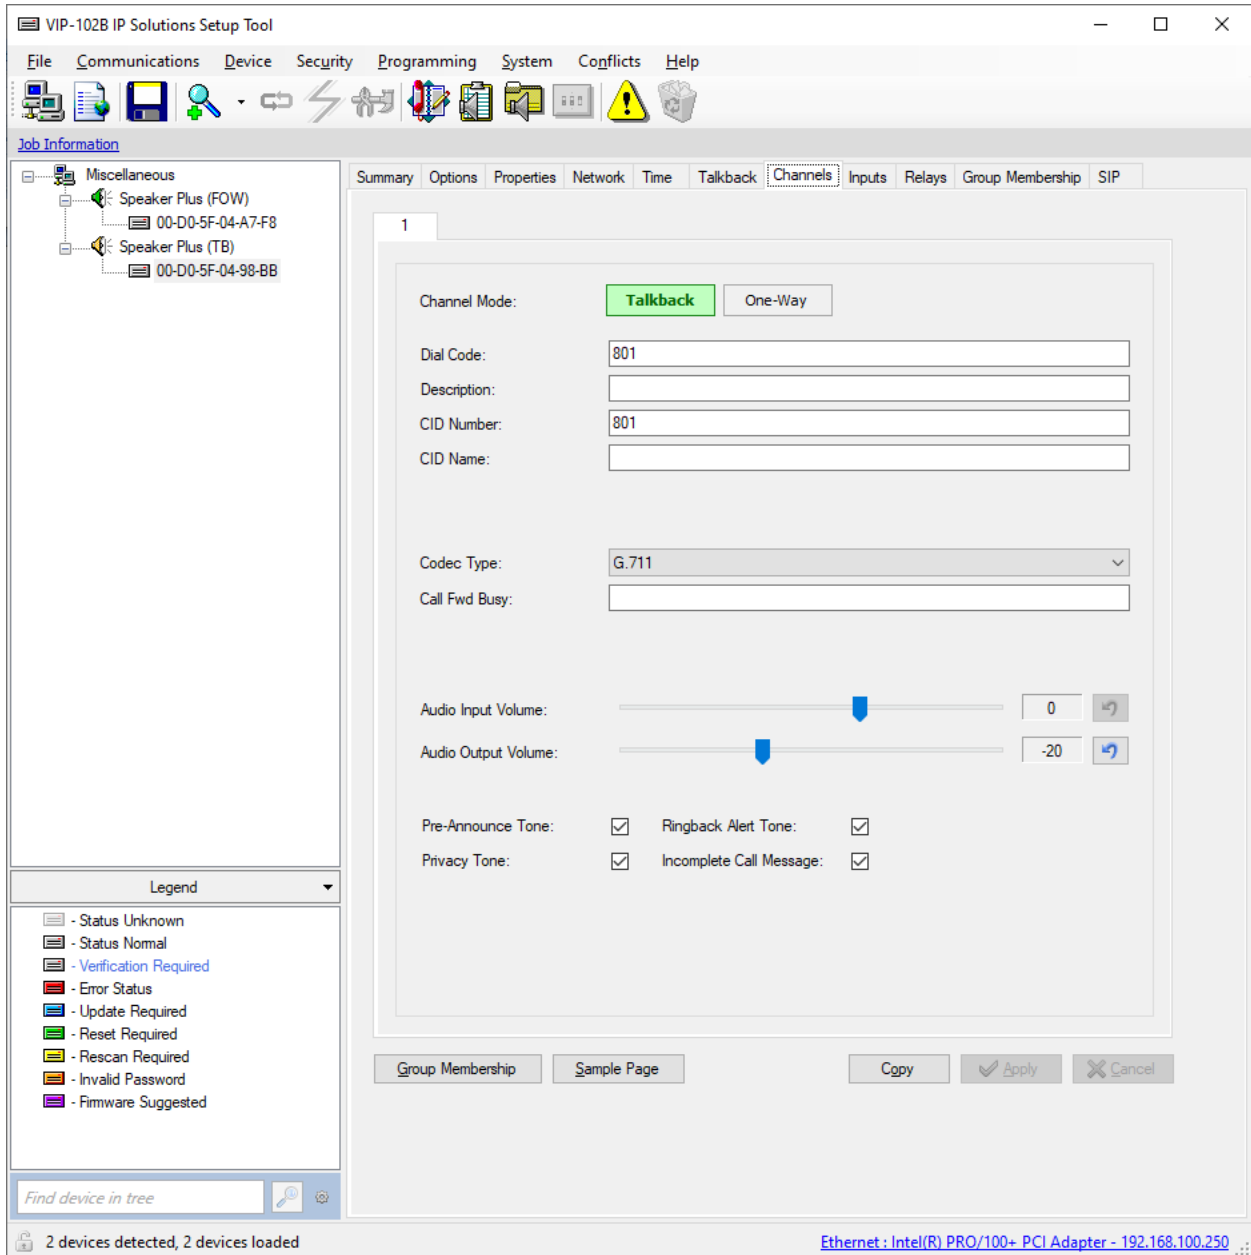 VIP-102B IP Solutions Setup Tool
File Communications Device Security Programming System Conflicts Help
Job Information
Miscellaneous
Speaker Plus (FOW)
00-D0-5F-04-A7-F8
Speaker Plus (TB)
00-D0-5F-04-98-BB
Summary Options Properties Network Time Talkback Channels Inputs Relays Group Membership SIP
1
Channel Mode: Talkback One-Way
Dial Code: 801
Description:
CID Number: 801
CID Name:
Codec Type: G.711
Call Fwd Busy:
Audio Input Volume: 0
Audio Output Volume: -20
Pre-Announce Tone: Ringback Alert Tone:
Privacy Tone: Incomplete Call Message:
Group Membership Sample Page Copy Apply Cancel
Legend
- Status Unknown
- Status Normal
- Verification Required
- Error Status
- Update Required
- Reset Required
- Rescan Required
- Invalid Password
- Firmware Suggested
Find device in tree
2 devices detected, 2 devices loaded
Ethernet : Intel(R) PRO/100+ PCI Adapter - 192.168.100.250